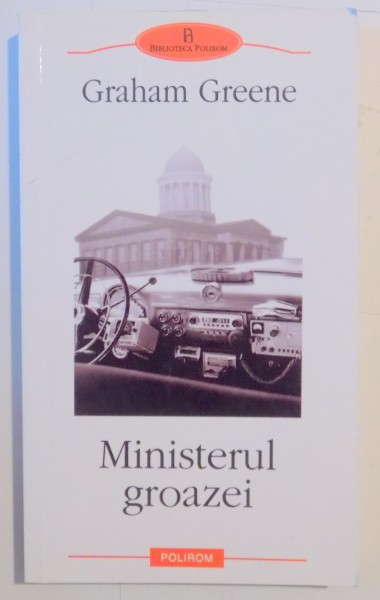 BIBLIOTECA POLIROM
Graham Greene
Ministerul
groazei
POLIROM